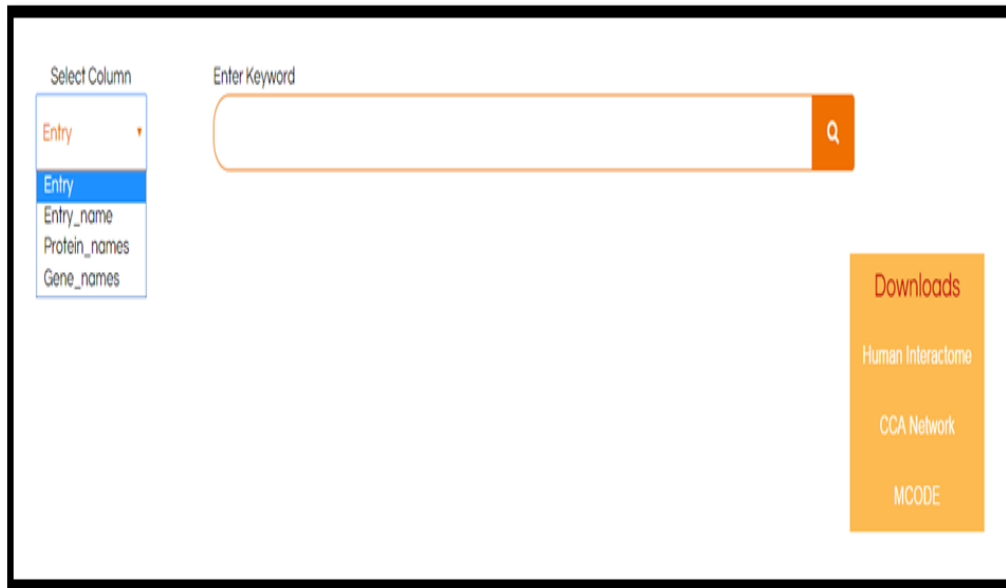 Select Column
Enter Keyword
Entry
Entry
Entry_name
Protein_names
Gene_names
Downloads
Human Interactome
CCA Network
MCODE